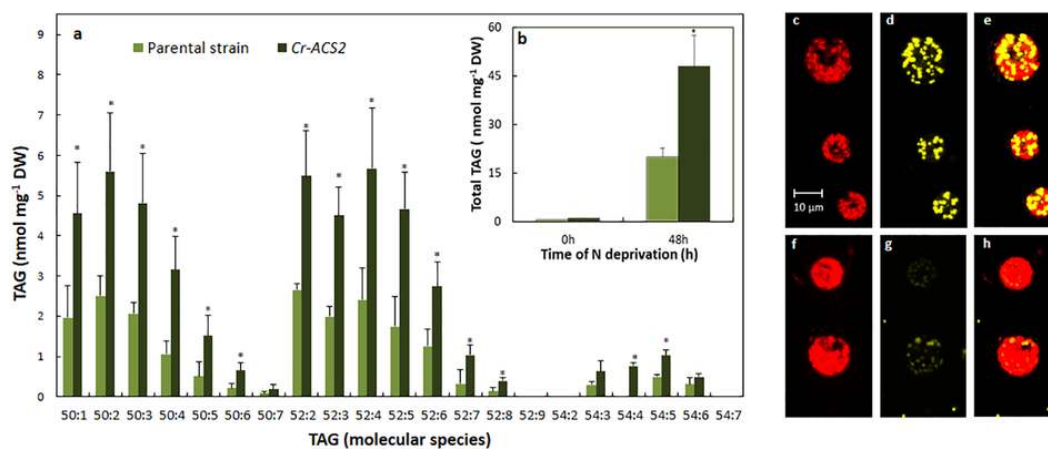 a
Parental strain
Cr-ACS2
TAG (nmol mg-1 DW)
9
8
7
6
5
4
3
2
1
0
* * * * * * * * * * * * * * *
50:1 50:2 50:3 50:4 50:5 50:6 50:7 52:2 52:3 52:4 52:5 52:6 52:7 52:8 52:9 54:2 54:3 54:4 54:5 54:6 54:7
TAG (molecular species)
b
Total TAG ( nmol mg-1 DW)
60
45
30
15
0
*
0h 48h
Time of N deprivation (h)
c d e
10 µm
f g h